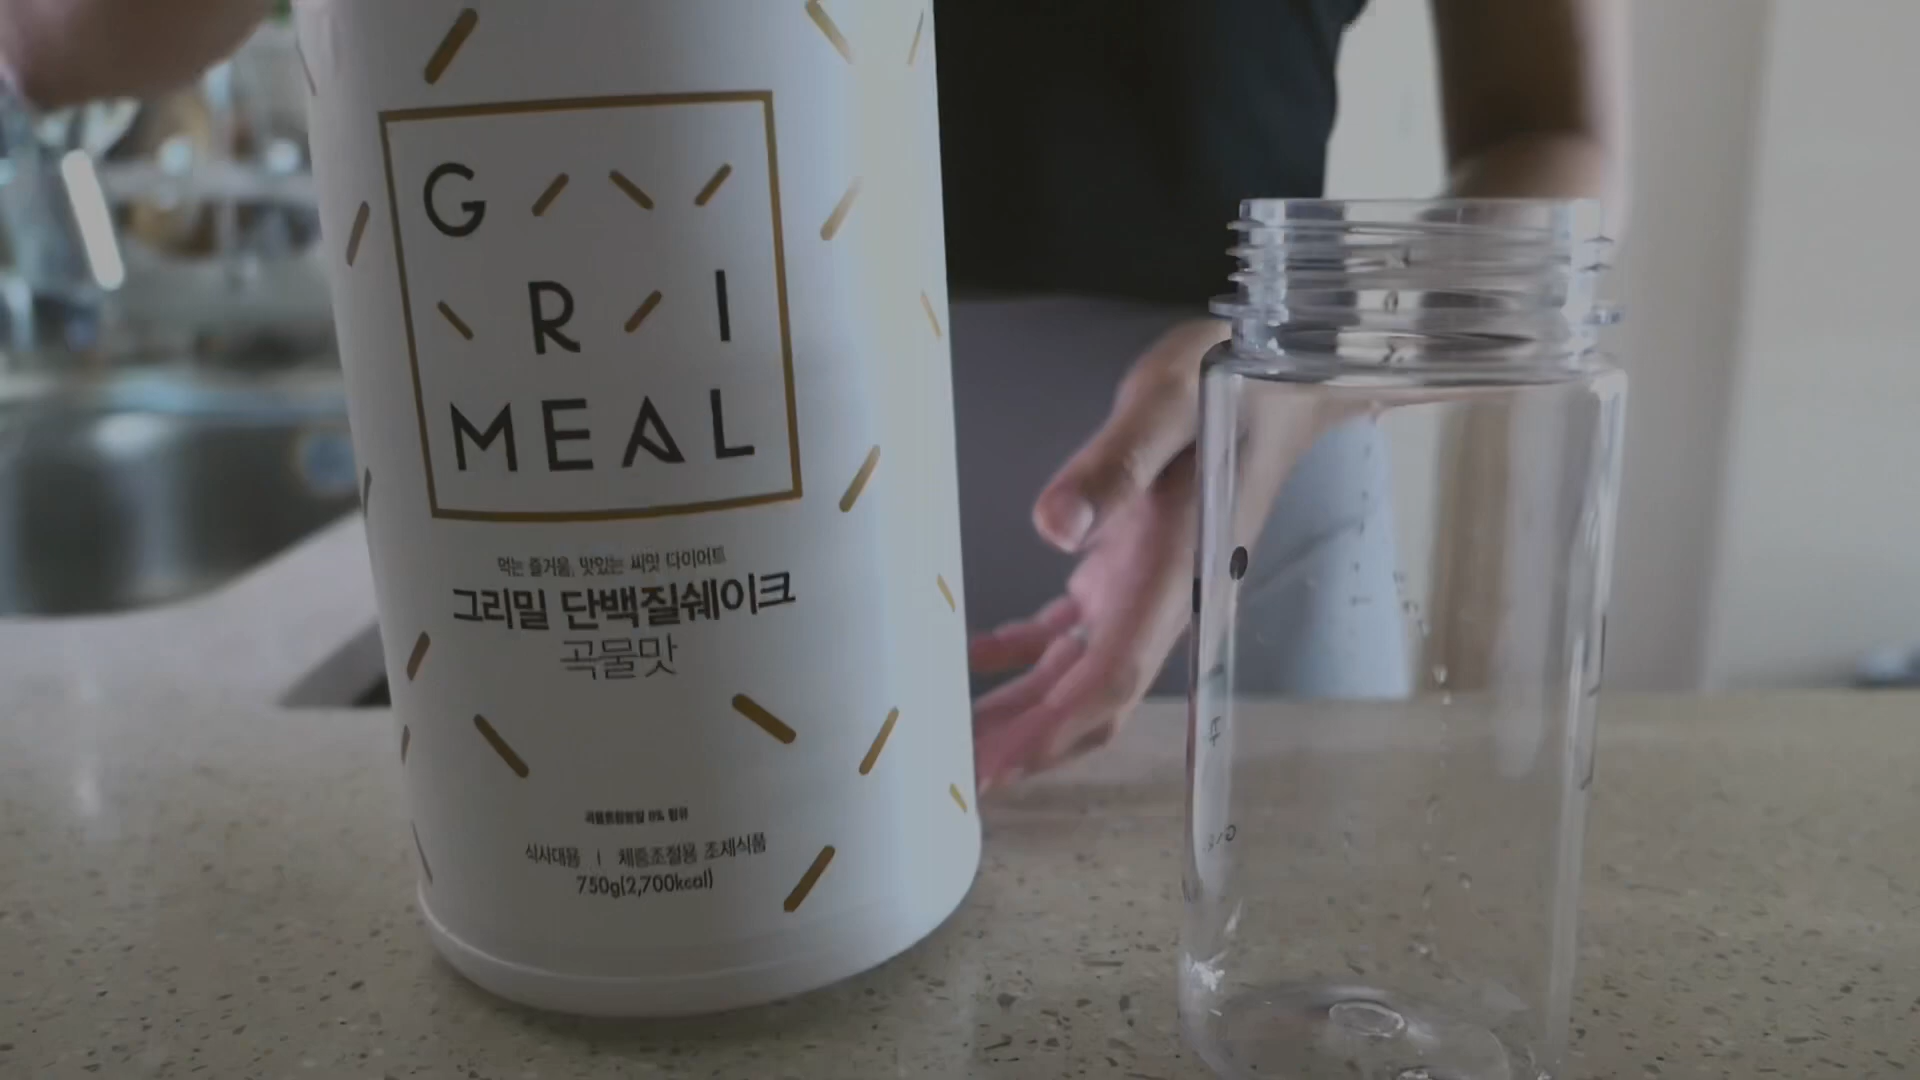 G
R I
MEAL
먹는 즐거움, 맛있는 씨밋 다이어트
그리밀 단백질쉐이크
곡물맛
식사대용 | 체중조절용 조제식품
750g(2,700kcal)